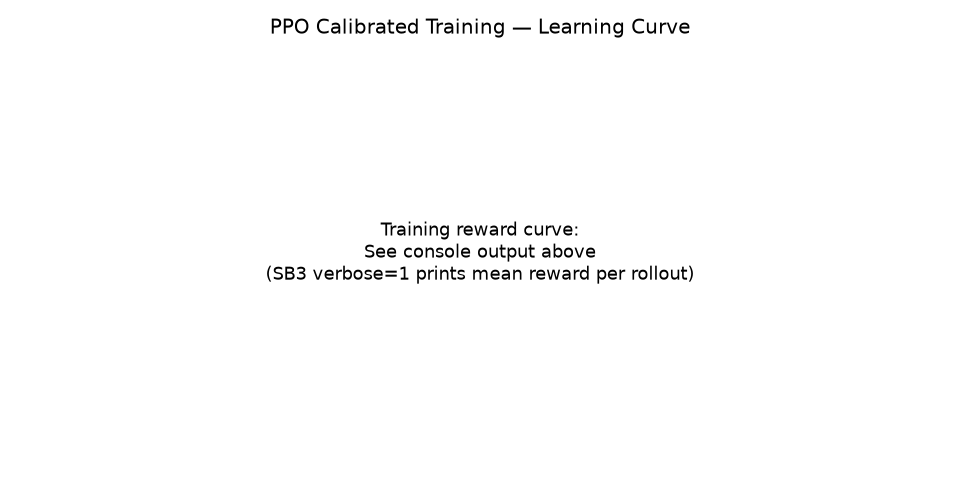 PPO Calibrated Training — Learning Curve
Training reward curve:
See console output above
(SB3 verbose=1 prints mean reward per rollout)